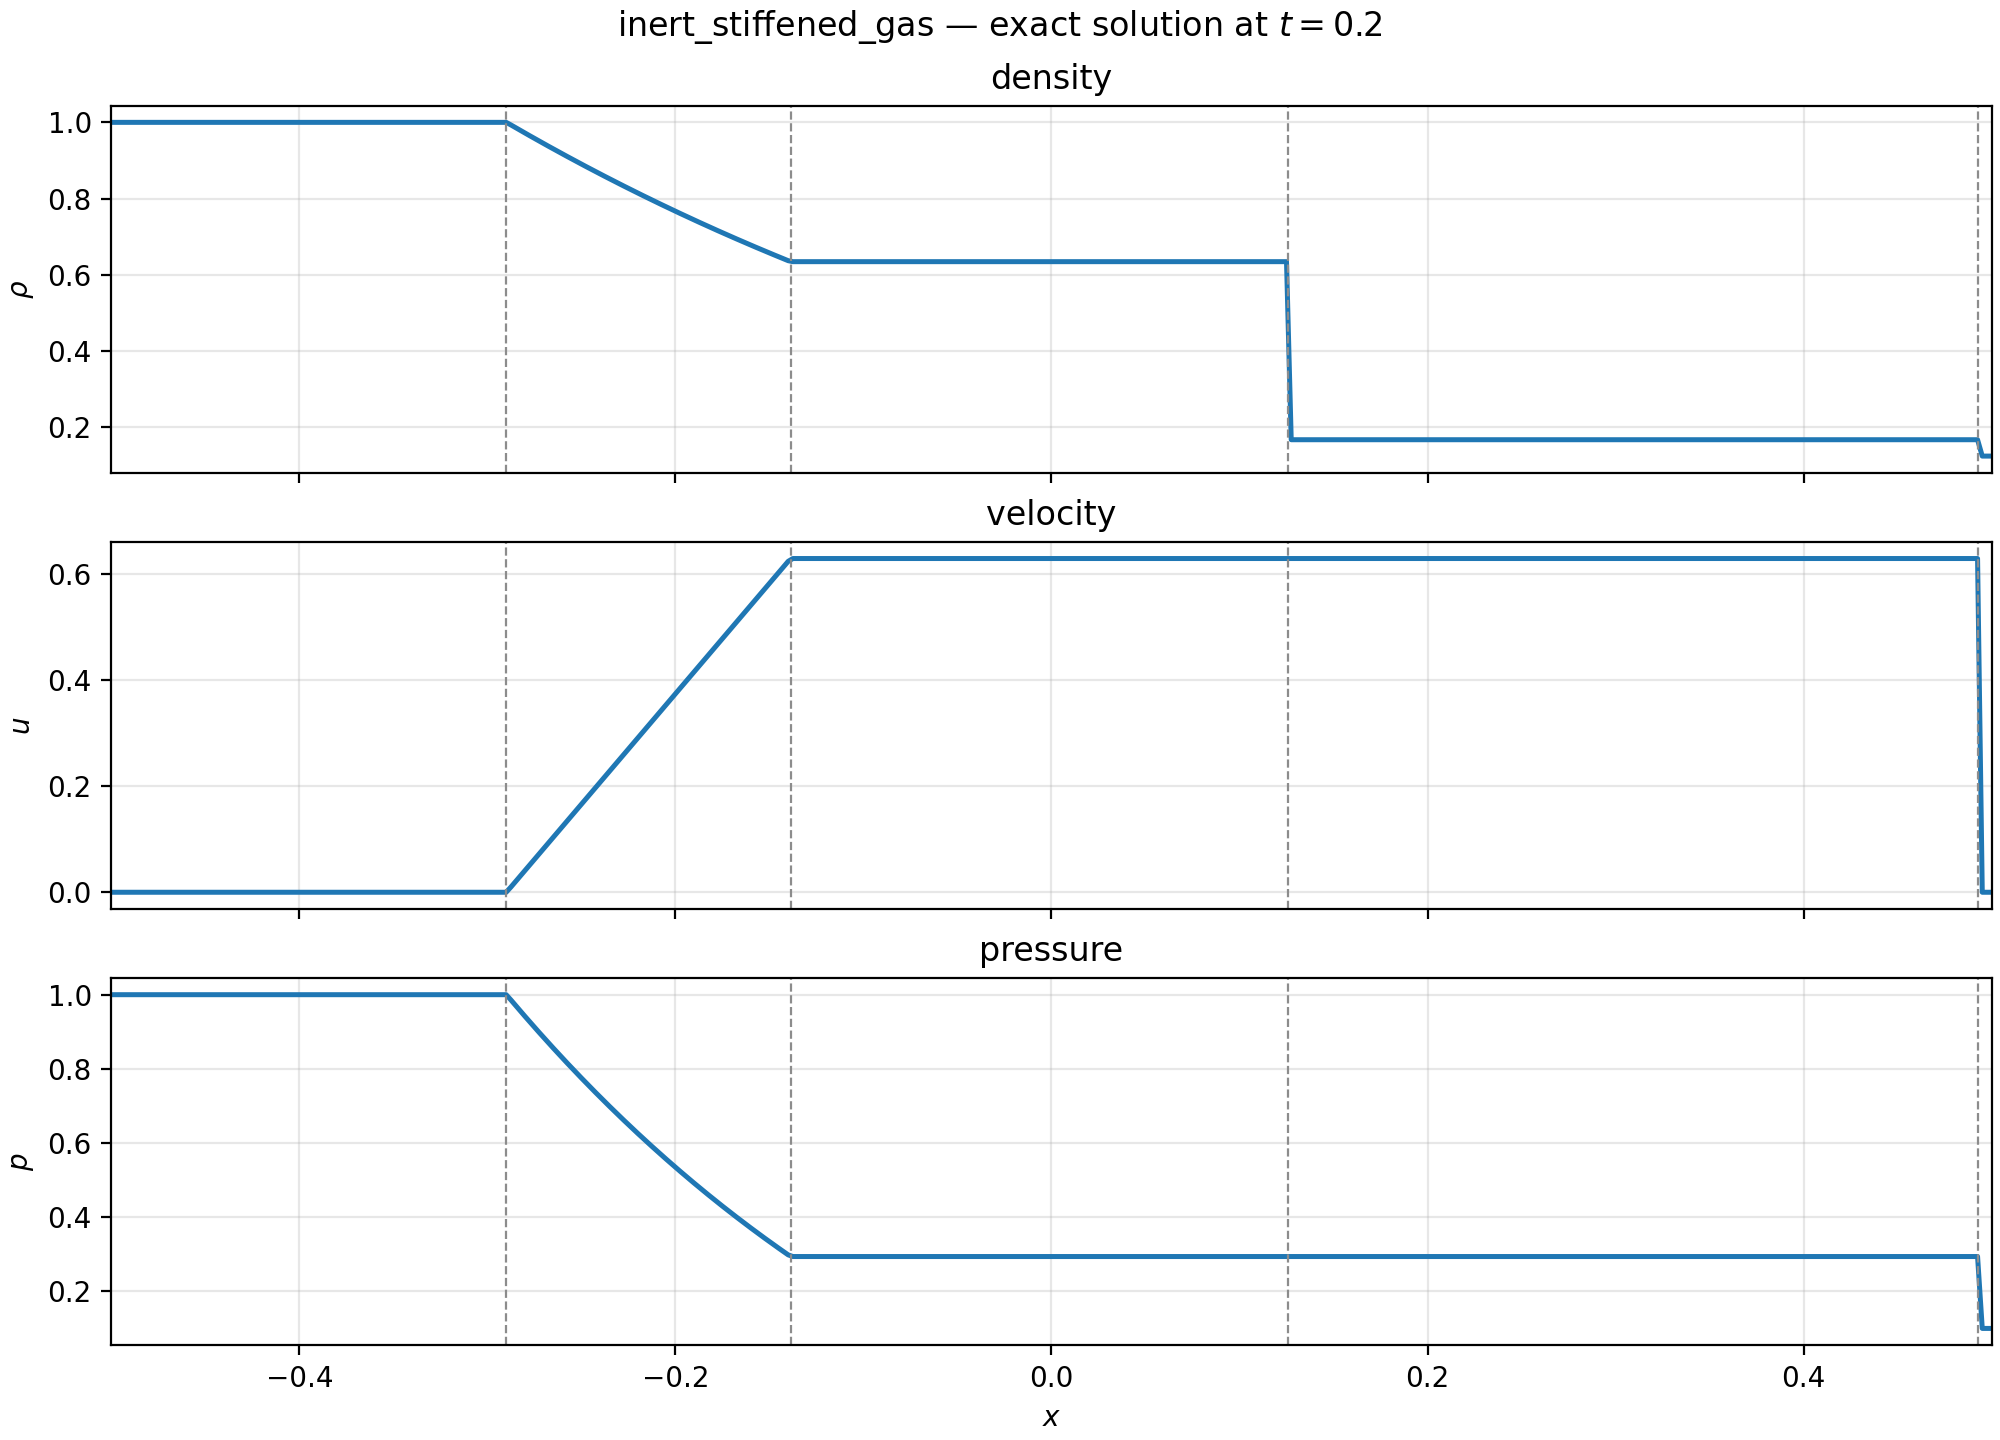 inert_stiffened_gas — exact solution at t = 0.2
density
1.0
0.8
0.6
0.4
0.2
ρ
velocity
0.6
0.4
0.2
0.0
u
pressure
1.0
0.8
0.6
0.4
0.2
p
−0.4 −0.2 0.0 0.2 0.4
x